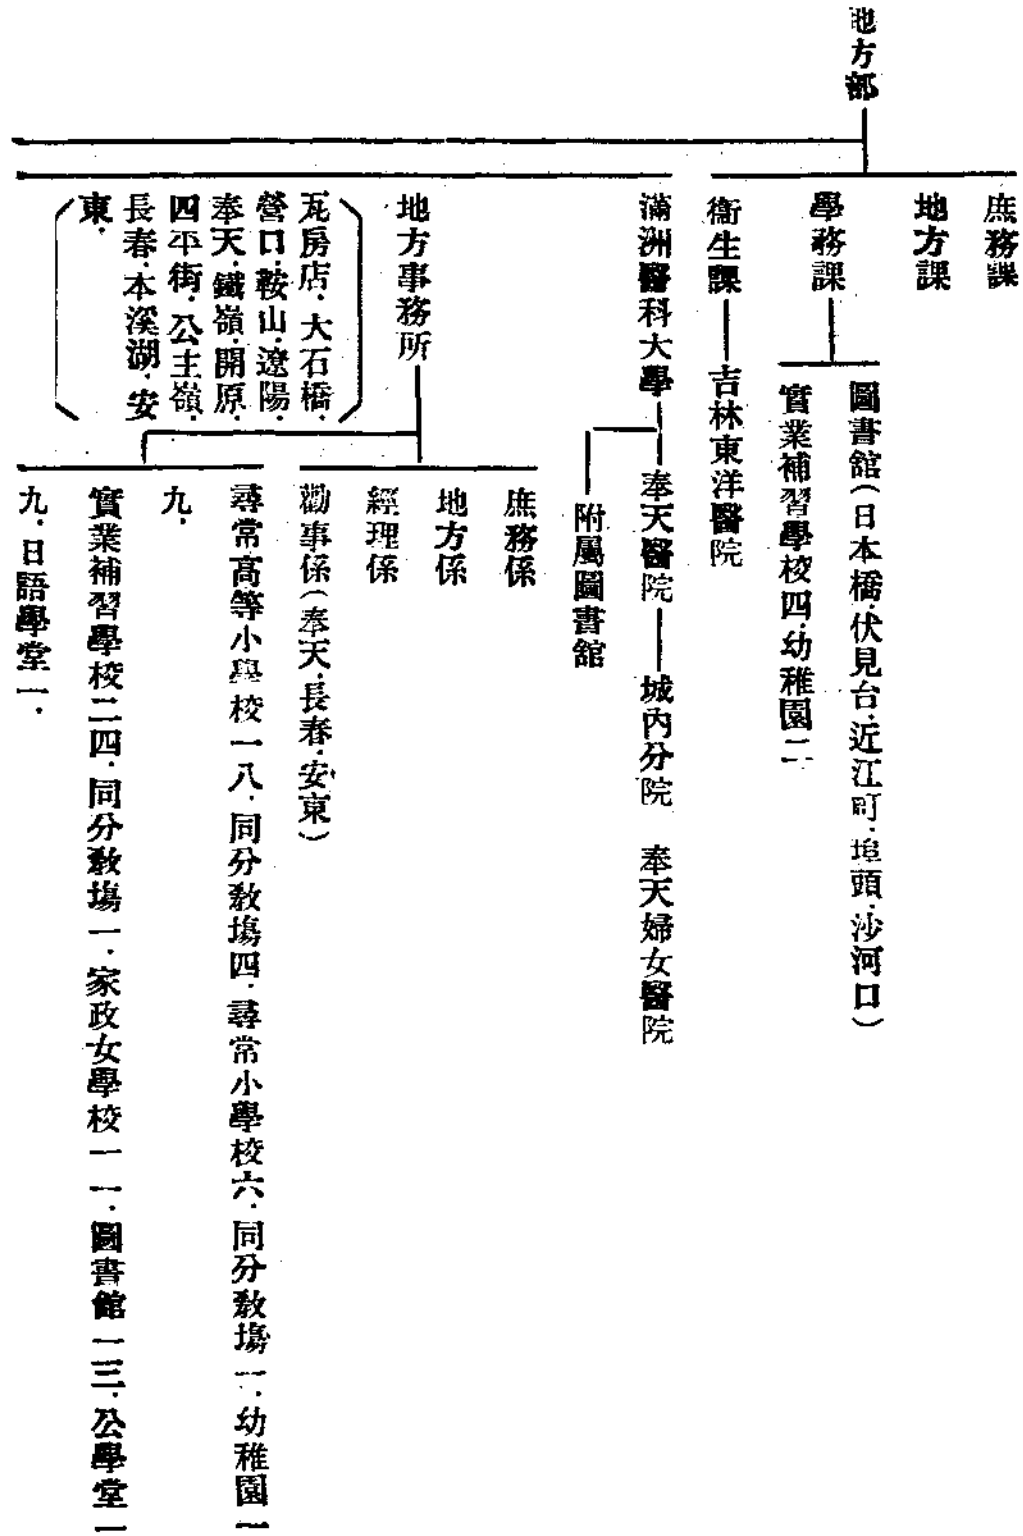 地方部
庶務課
地方課
學務課
圖書館(日本橋.伏見台.近江町.埠頭.沙河口)
實業補習學校四.幼稚園二
衞生課
吉林東洋醫院
滿洲醫科大學
奉天醫院
城內分院 奉天婦女醫院
附屬圖書館
地方事務所
瓦房店.大石橋.
營口.鞍山.遼陽.
奉天.鐵嶺.開原.
四平街.公主嶺.
長春.本溪湖.安
東.
庶務係
地方係
經理係
勸事係(奉天.長春.安東)
尋常高等小學校一八.同分敎塲四.尋常小學校六.同分敎塲一.幼稚園一
九.
實業補習學校二四.同分敎塲一.家政女學校一一.圖書館一三.公學堂一
九.日語學堂一.